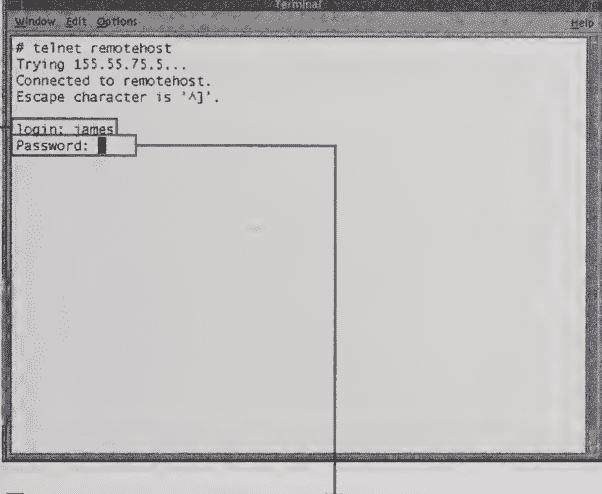 Terminal
Window Edit Options Help
# telnet remotehost
Trying 155.55.75.5...
Connected to remotehost.
Escape character is '^]'.
login: james
Password: